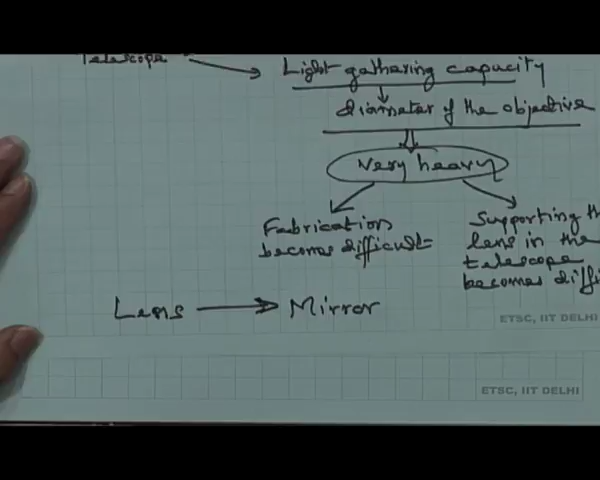 Telescope
Light gathering capacity
diameter of the objective
Very heavy
Fabrication
becomes difficult
Supporting th
lens in the
telescope
becomes diffi
Lens → Mirror
ETSC, IIT DELHI
ETSC, IIT DELHI